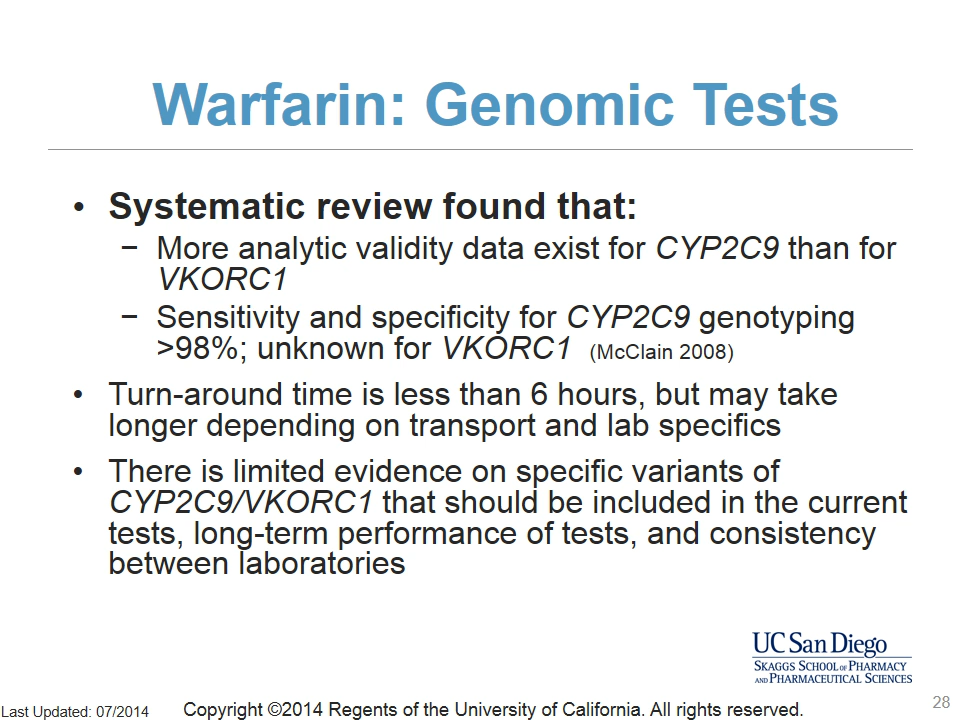 Warfarin: Genomic Tests
• Systematic review found that:
− More analytic validity data exist for CYP2C9 than for
VKORC1
− Sensitivity and specificity for CYP2C9 genotyping
>98%; unknown for VKORC1 (McClain 2008)
• Turn-around time is less than 6 hours, but may take
longer depending on transport and lab specifics
• There is limited evidence on specific variants of
CYP2C9/VKORC1 that should be included in the current
tests, long-term performance of tests, and consistency
between laboratories
UC San Diego
SKAGGS SCHOOL OF PHARMACY
AND PHARMACEUTICAL SCIENCES
Last Updated: 07/2014 Copyright ©2014 Regents of the University of California. All rights reserved. 28